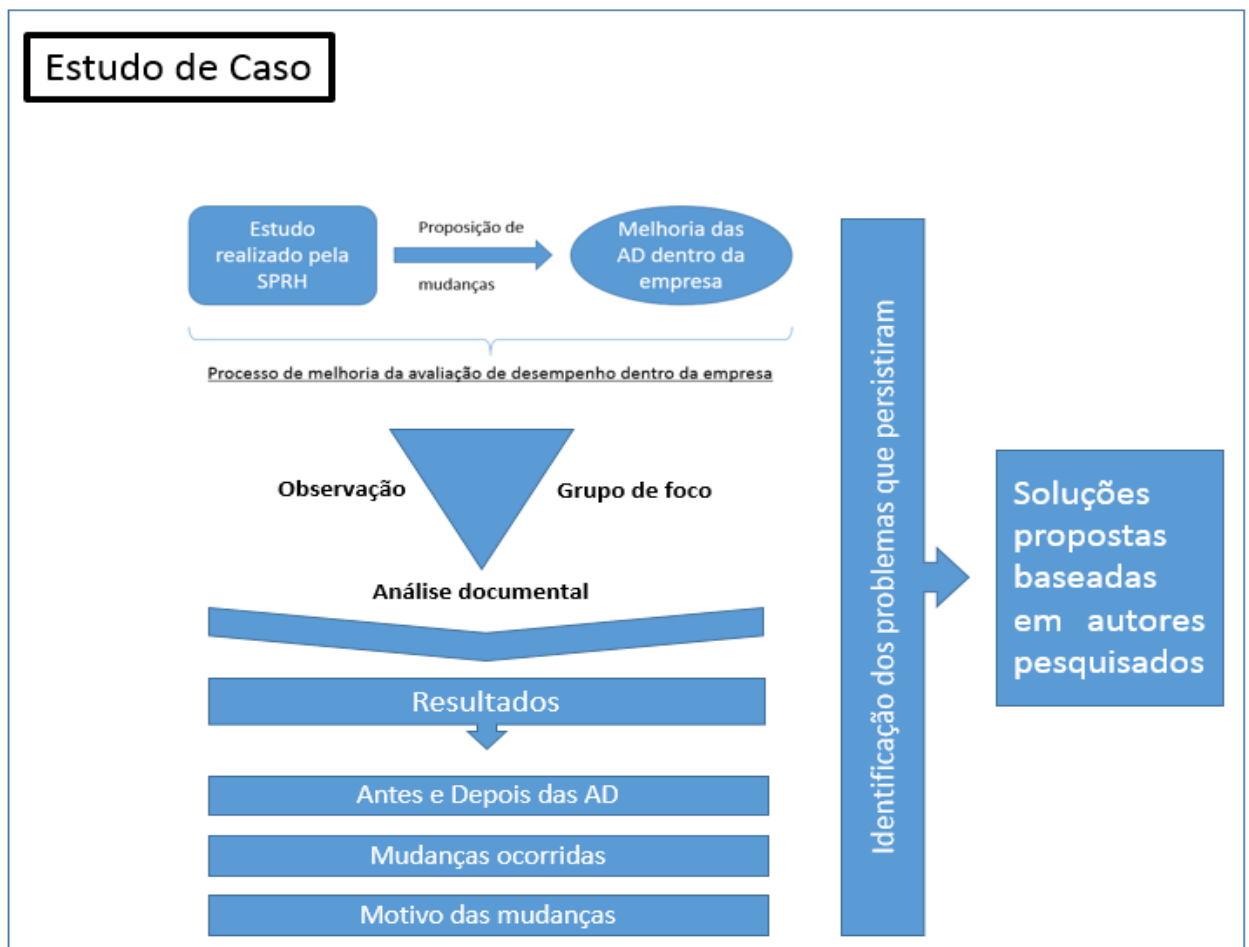 Estudo de Caso
Estudo
realizado pela
SPRH
Proposição de
mudanças
Melhoria das
AD dentro da
empresa
Processo de melhoria da avaliação de desempenho dentro da empresa
Observação
Grupo de foco
Análise documental
Resultados
Antes e Depois das AD
Mudanças ocorridas
Motivo das mudanças
Identificação dos problemas que persistiram
Soluções
propostas
baseadas
em autores
pesquisados